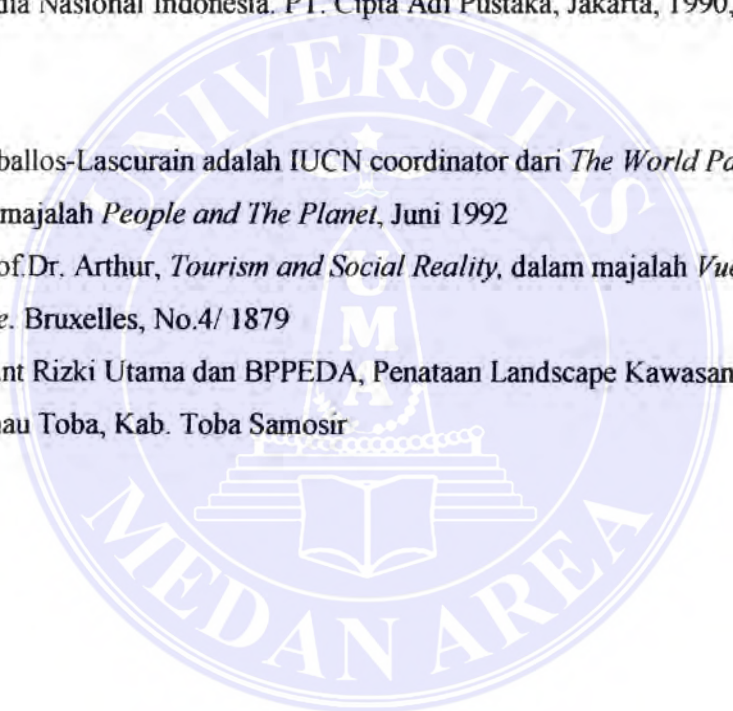 dia Nasional Indonesia. PT. Cipta Adi Pustaka, Jakarta, 1990,
UNIVERSITAS
ballos-Lascurain adalah IUCN coordinator dari The World Pa
majalah People and The Planet, Juni 1992
of.Dr. Arthur, Tourism and Social Reality, dalam majalah Vue
e. Bruxelles, No.4/ 1879
nt Rizki Utama dan BPPEDA, Penataan Landscape Kawasan
nau Toba, Kab. Toba Samosir
UMA
MEDAN AREA